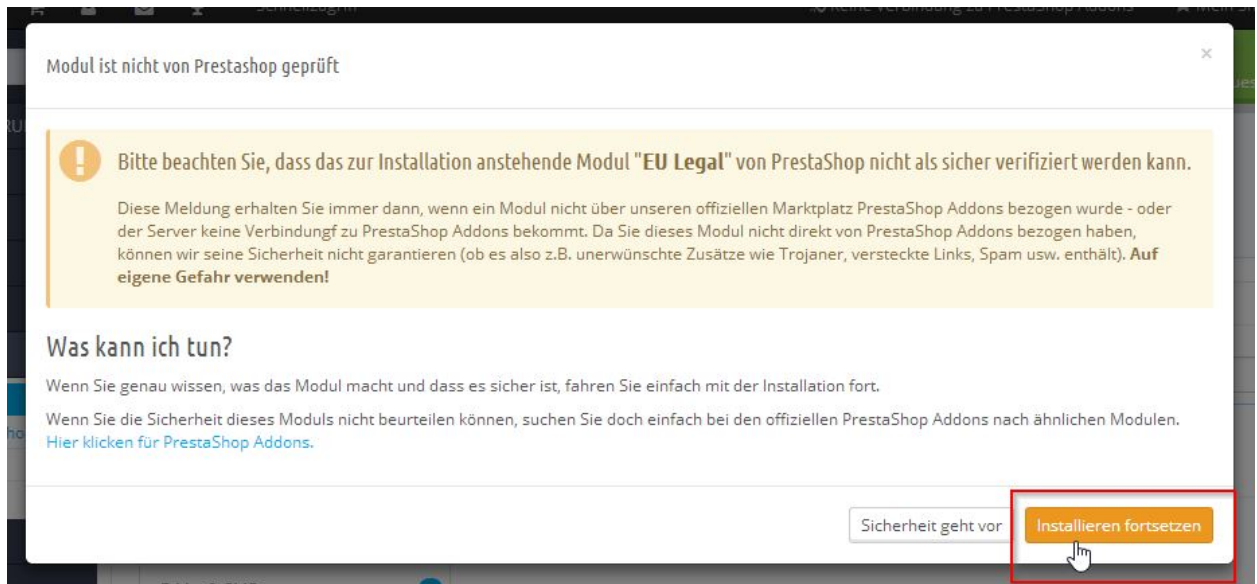 Schnellzugriff
Keine Verbindung zu PrestaShop Addons
Modul ist nicht von Prestashop geprüft
×
Bitte beachten Sie, dass das zur Installation anstehende Modul "EU Legal" von PrestaShop nicht als sicher verifiziert werden kann.
Diese Meldung erhalten Sie immer dann, wenn ein Modul nicht über unseren offiziellen Marktplatz PrestaShop Addons bezogen wurde - oder
der Server keine Verbindungf zu PrestaShop Addons bekommt. Da Sie dieses Modul nicht direkt von PrestaShop Addons bezogen haben,
können wir seine Sicherheit nicht garantieren (ob es also z.B. unerwünschte Zusätze wie Trojaner, versteckte Links, Spam usw. enthält). Auf
eigene Gefahr verwenden!
Was kann ich tun?
Wenn Sie genau wissen, was das Modul macht und dass es sicher ist, fahren Sie einfach mit der Installation fort.
Wenn Sie die Sicherheit dieses Moduls nicht beurteilen können, suchen Sie doch einfach bei den offiziellen PrestaShop Addons nach ähnlichen Modulen.
Hier klicken für PrestaShop Addons.
Sicherheit geht vor
Installieren fortsetzen